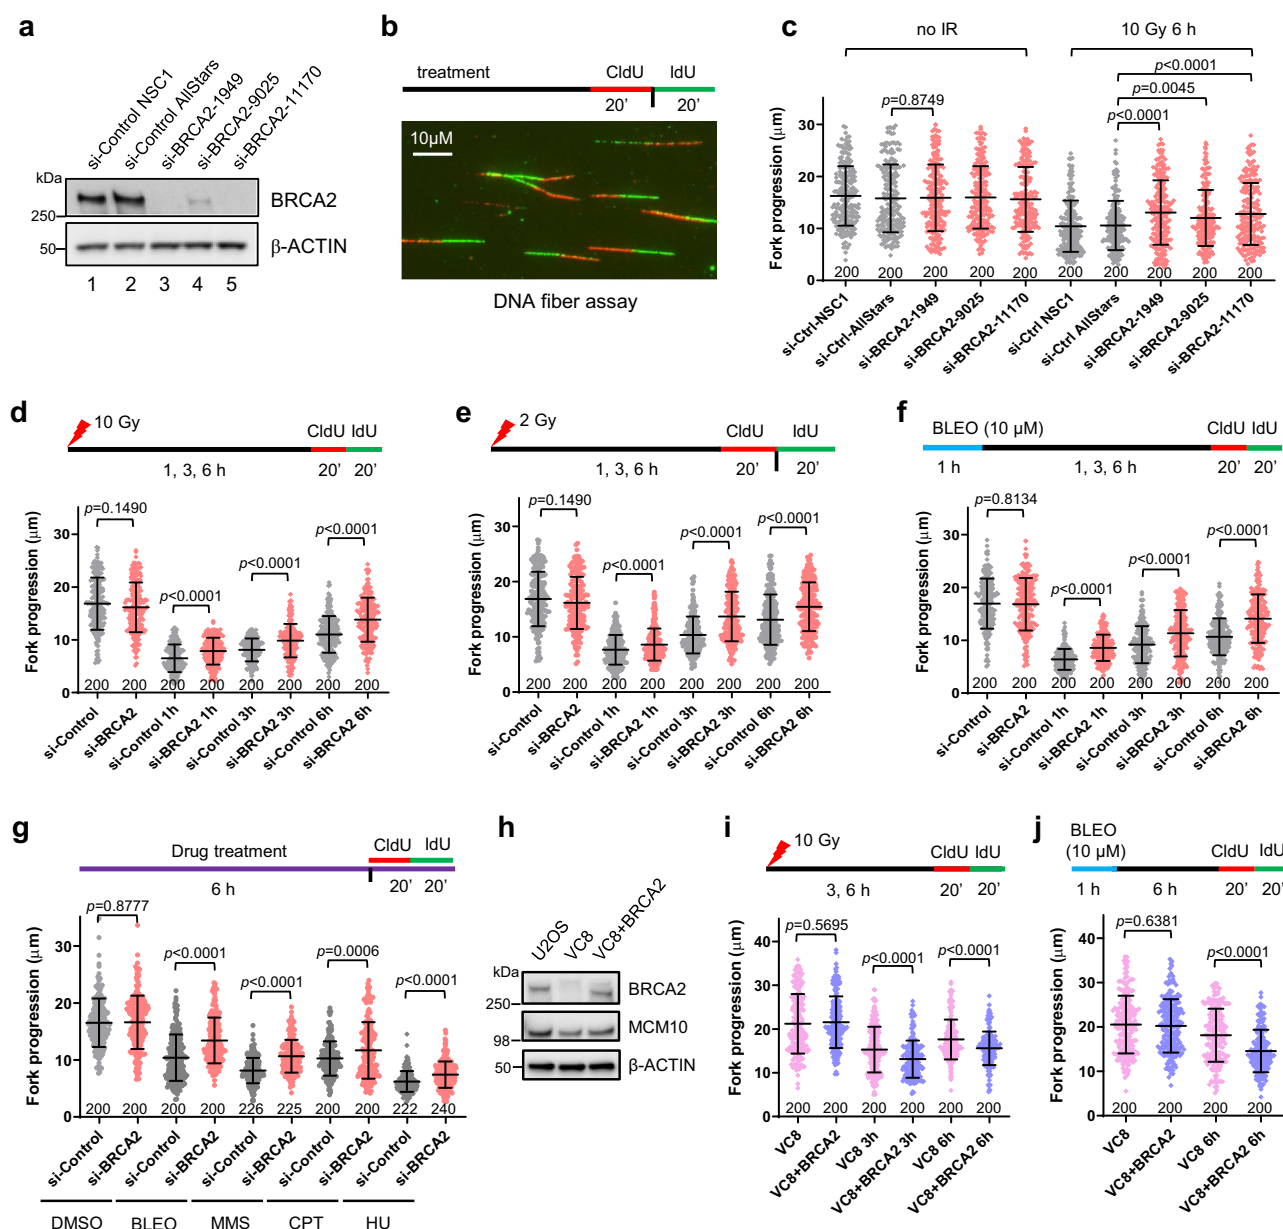 a
si-Control NSC1
si-Control AllStars
si-BRCA2-1949
si-BRCA2-9025
si-BRCA2-11170
kDa
250
BRCA2
50
β-ACTIN
1 2 3 4 5
b
treatment CldU IdU
20' 20'
10μM
DNA fiber assay
c
no IR 10 Gy 6 h
p<0.0001
p=0.0045
p=0.8749 p<0.0001
Fork progression (μm)
30
20
10
0
200 200 200 200 200 200 200 200 200 200
si-Ctrl-NSC1
si-Ctrl-AllStars
si-BRCA2-1949
si-BRCA2-9025
si-BRCA2-11170
si-Ctrl NSC1
si-Ctrl AllStars
si-BRCA2-1949
si-BRCA2-9025
si-BRCA2-11170
d
10 Gy CldU IdU
1, 3, 6 h 20' 20'
p=0.1490 p<0.0001 p<0.0001 p<0.0001
Fork progression (μm)
30
20
10
0
200 200 200 200 200 200 200 200
si-Control
si-BRCA2
si-Control 1h
si-BRCA2 1h
si-Control 3h
si-BRCA2 3h
si-Control 6h
si-BRCA2 6h
e
2 Gy CldU IdU
1, 3, 6 h 20' 20'
p=0.1490 p<0.0001 p<0.0001 p<0.0001
Fork progression (μm)
30
20
10
0
200 200 200 200 200 200 200 200
si-Control
si-BRCA2
si-Control 1h
si-BRCA2 1h
si-Control 3h
si-BRCA2 3h
si-Control 6h
si-BRCA2 6h
f
BLEO (10 μM) CldU IdU
1 h 1, 3, 6 h 20' 20'
p=0.8134 p<0.0001 p<0.0001 p<0.0001
Fork progression (μm)
30
20
10
0
200 200 200 200 200 200 200 200
si-Control
si-BRCA2
si-Control 1h
si-BRCA2 1h
si-Control 3h
si-BRCA2 3h
si-Control 6h
si-BRCA2 6h
g
Drug treatment CldU IdU
6 h 20' 20'
p=0.8777 p<0.0001 p<0.0001 p=0.0006 p<0.0001
Fork progression (μm)
30
20
10
0
200 200 200 200 226 225 200 200 222 240
si-Control
si-BRCA2
si-Control
si-BRCA2
si-Control
si-BRCA2
si-Control
si-BRCA2
si-Control
si-BRCA2
DMSO BLEO MMS CPT HU
h
U2OS
VC8
VC8+BRCA2
kDa
250
BRCA2
98
MCM10
50
β-ACTIN
i
10 Gy CldU IdU
3, 6 h 20' 20'
p=0.5695 p<0.0001 p<0.0001
Fork progression (μm)
40
30
20
10
0
200 200 200 200 200 200
VC8
VC8+BRCA2
VC8 3h
VC8+BRCA2 3h
VC8 6h
VC8+BRCA2 6h
j
BLEO
(10 μM) CldU IdU
1 h 6 h 20' 20'
p=0.6381 p<0.0001
Fork progression (μm)
40
30
20
10
0
200 200 200 200
VC8
VC8+BRCA2
VC8 6h
VC8+BRCA2 6h